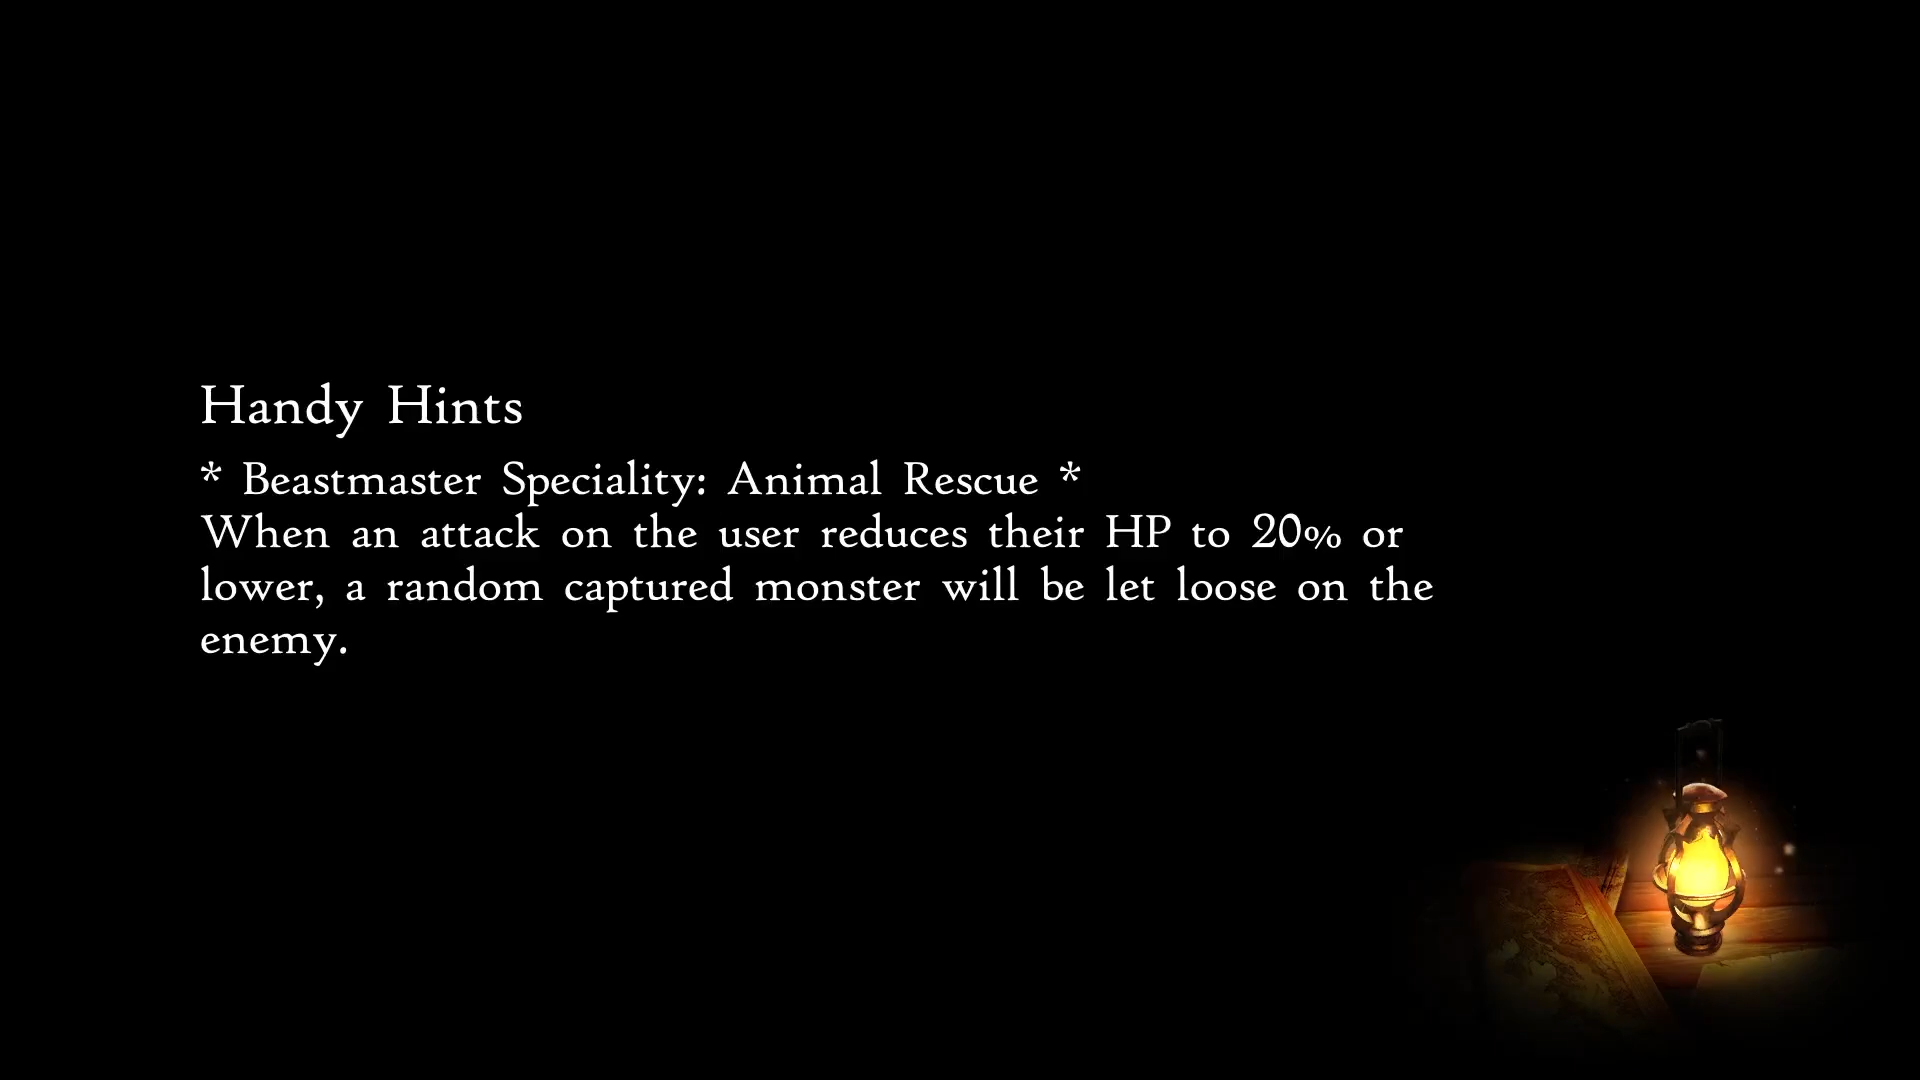 Handy Hints
* Beastmaster Speciality: Animal Rescue *
When an attack on the user reduces their HP to 20% or
lower, a random captured monster will be let loose on the
enemy.